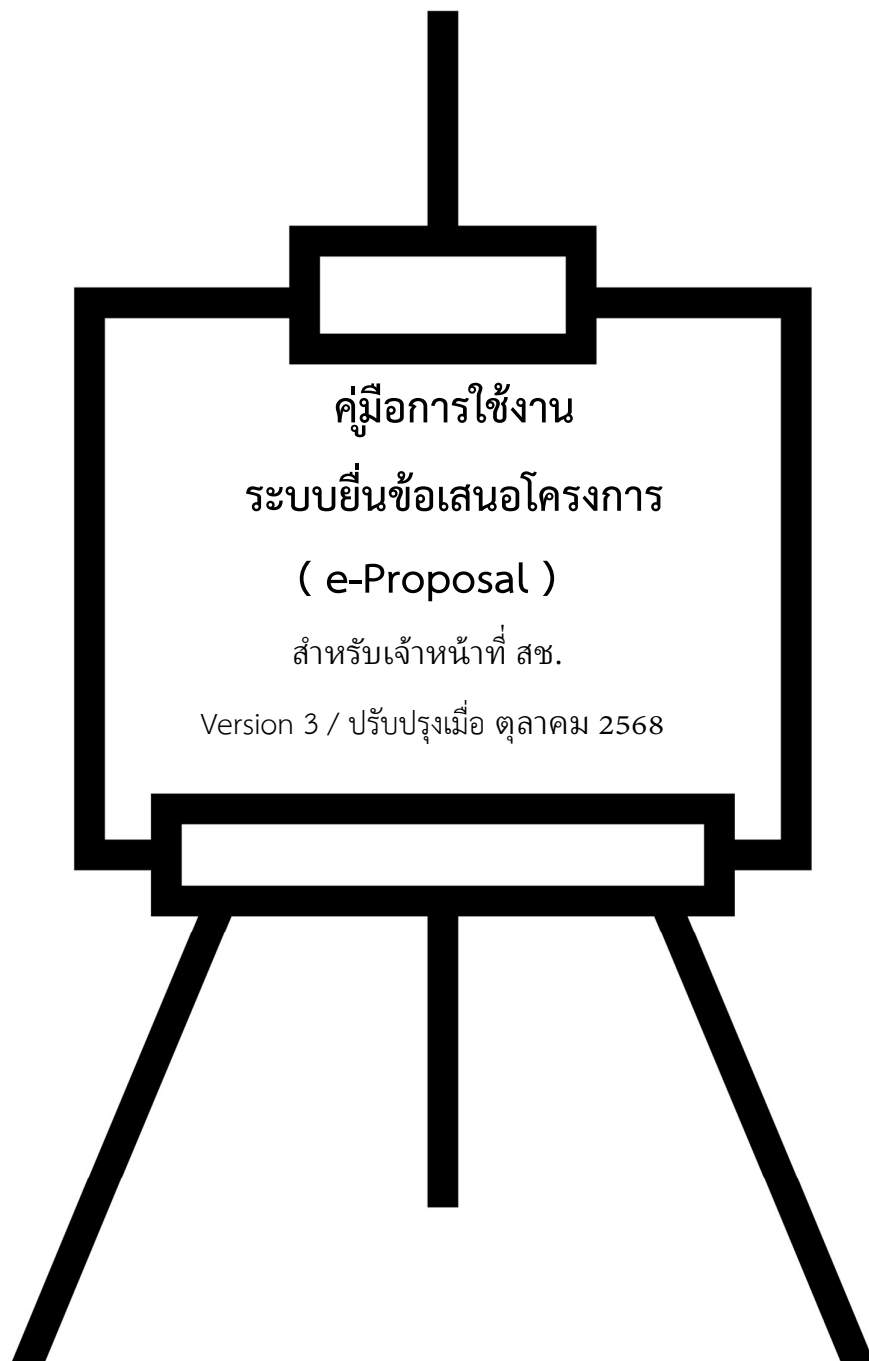 คู่มือการใช้งาน
ระบบยื่นข้อเสนอโครงการ
( e-Proposal )
สำหรับเจ้าหน้าที่ สช.
Version 3 / ปรับปรุงเมื่อ ตุลาคม 2568